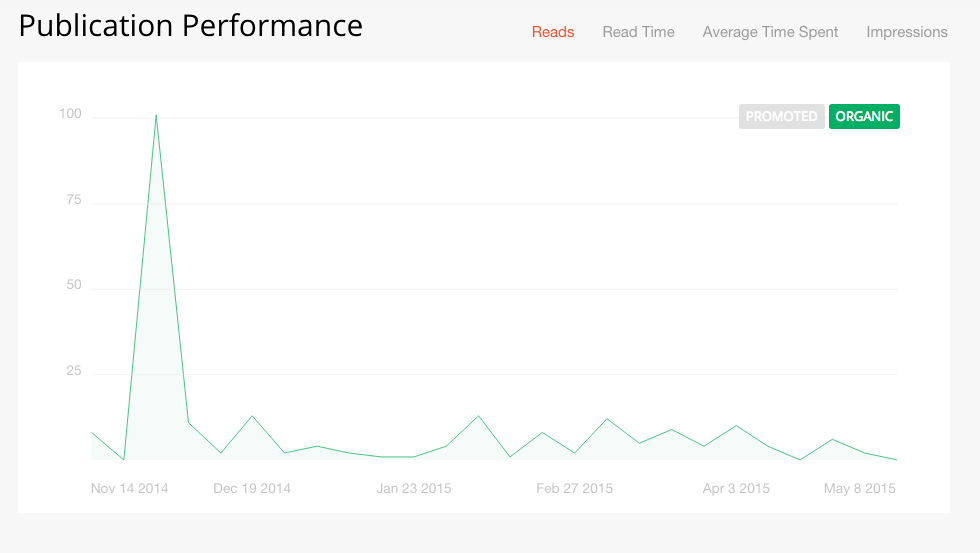 Publication Performance
Reads Read Time Average Time Spent Impressions
PROMOTED ORGANIC
100
75
50
25
Nov 14 2014 Dec 19 2014 Jan 23 2015 Feb 27 2015 Apr 3 2015 May 8 2015